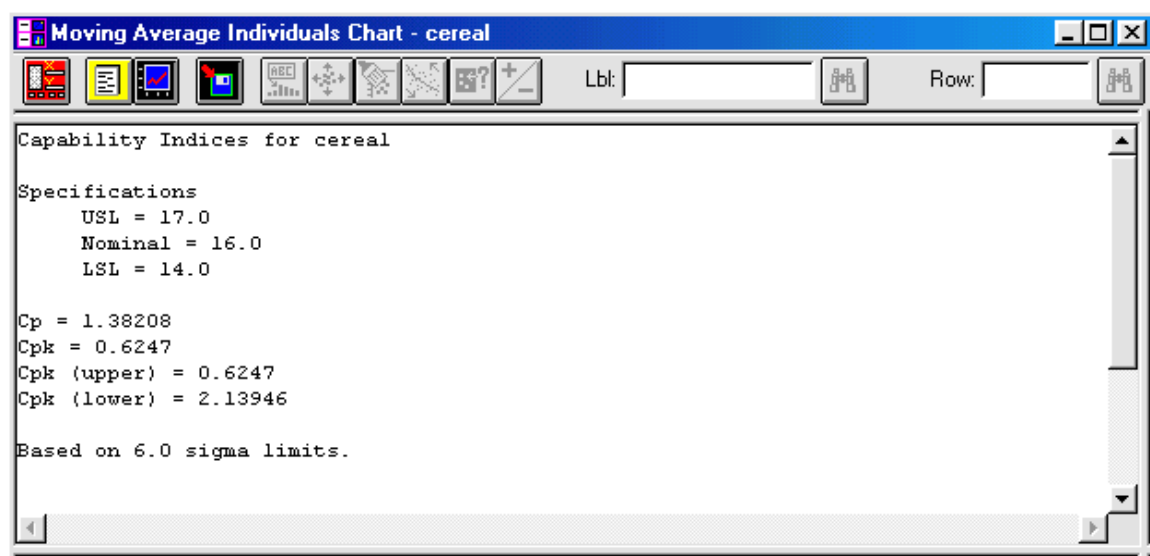 Moving Average Individuals Chart - cereal
ABC
Lbl:
Row:
Capability Indices for cereal
Specifications
USL = 17.0
Nominal = 16.0
LSL = 14.0
Cp = 1.38208
Cpk = 0.6247
Cpk (upper) = 0.6247
Cpk (lower) = 2.13946
Based on 6.0 sigma limits.